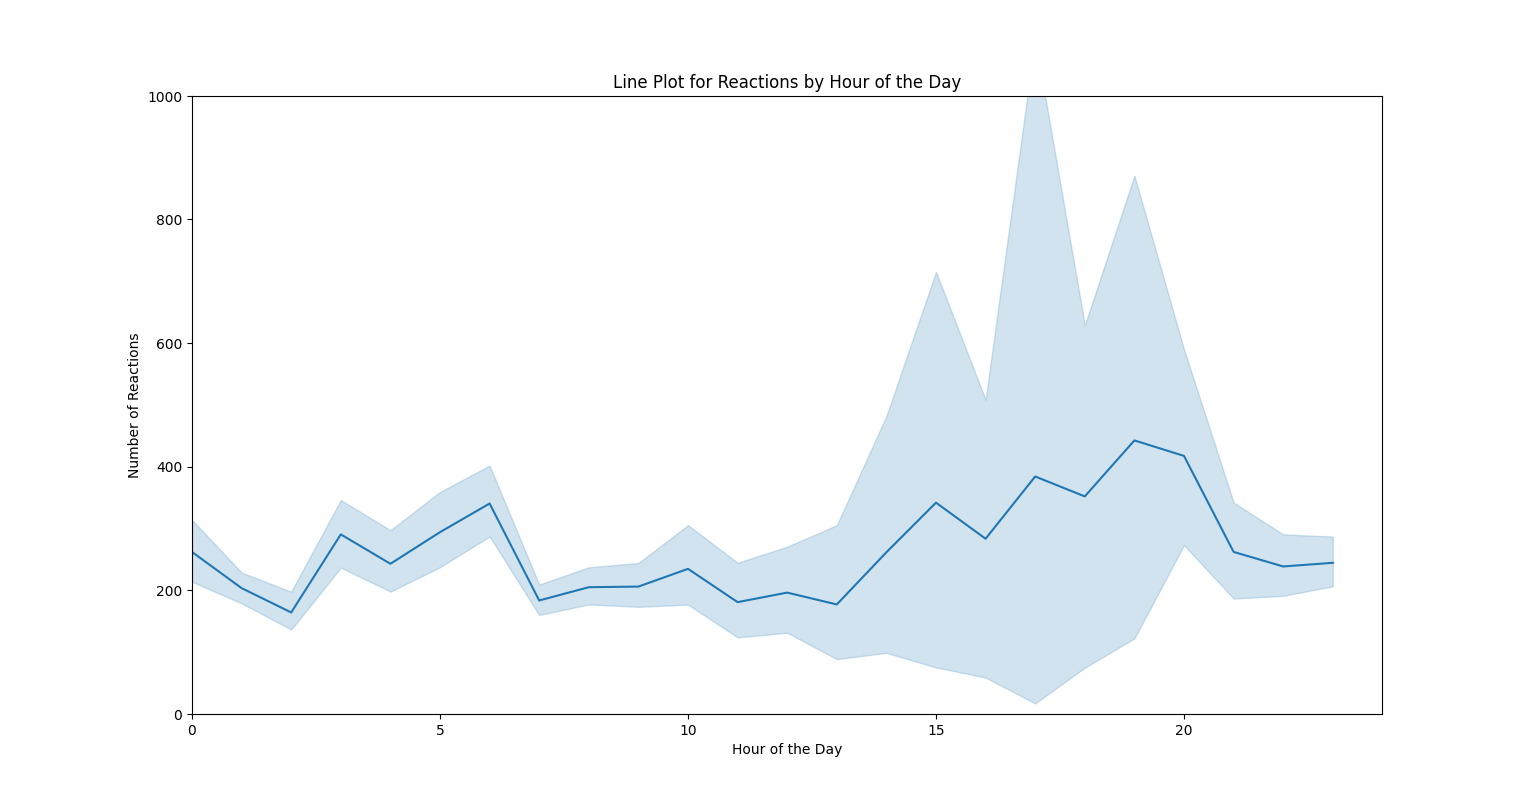 Line Plot for Reactions by Hour of the Day
1000
800
600
400
200
0
Number of Reactions
0 5 10 15 20
Hour of the Day